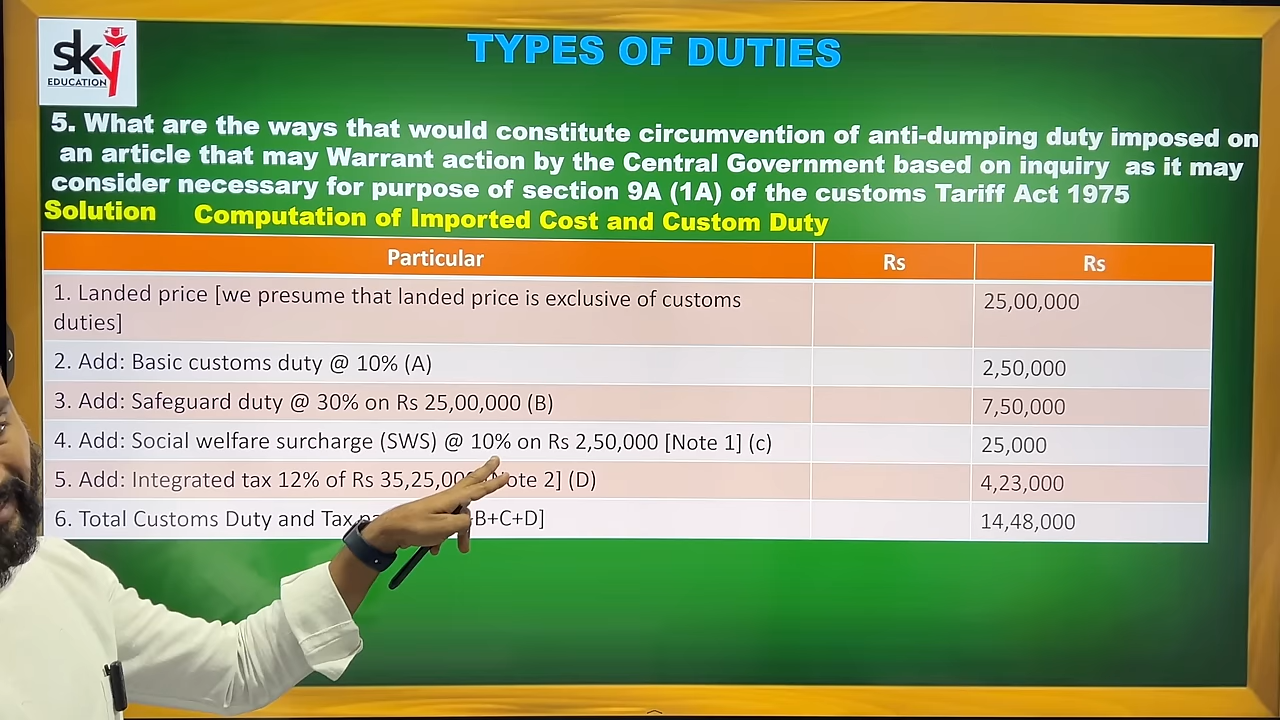 sky
EDUCATION
TYPES OF DUTIES
5. What are the ways that would constitute circumvention of anti-dumping duty imposed on
an article that may Warrant action by the Central Government based on inquiry as it may
consider necessary for purpose of section 9A (1A) of the customs Tariff Act 1975
Solution Computation of Imported Cost and Custom Duty
Particular Rs Rs
1. Landed price [we presume that landed price is exclusive of customs
duties] 25,00,000
2. Add: Basic customs duty @ 10% (A) 2,50,000
3. Add: Safeguard duty @ 30% on Rs 25,00,000 (B) 7,50,000
4. Add: Social welfare surcharge (SWS) @ 10% on Rs 2,50,000 [Note 1] (c) 25,000
5. Add: Integrated tax 12% of Rs 35,25,00 ote 2] (D) 4,23,000
6. Total Customs Duty and Tax B+C+D] 14,48,000